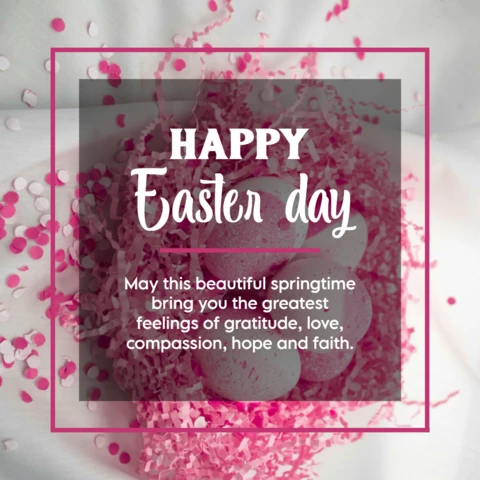 HAPPY
Easter day
May this beautiful springtime
bring you the greatest
feelings of gratitude, love,
compassion, hope and faith.